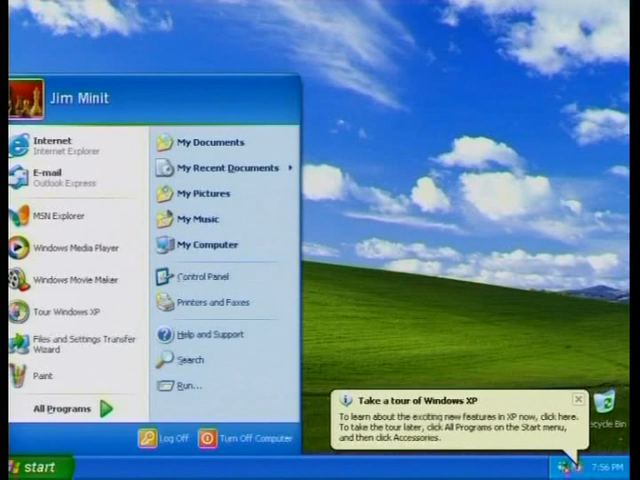 Jim Minit
Internet
Internet Explorer
E-mail
Outlook Express
MSN Explorer
Windows Media Player
Windows Movie Maker
Tour Windows XP
Files and Settings Transfer
Wizard
Paint
All Programs
My Documents
My Recent Documents
My Pictures
My Music
My Computer
Control Panel
Printers and Faxes
Help and Support
Search
Run...
Log Off
Turn Off Computer
Take a tour of Windows XP
To learn about the exciting new features in XP now, click here.
To take the tour later, click All Programs on the Start menu,
and then click Accessories.
ecycle Bin
start
7:56 PM